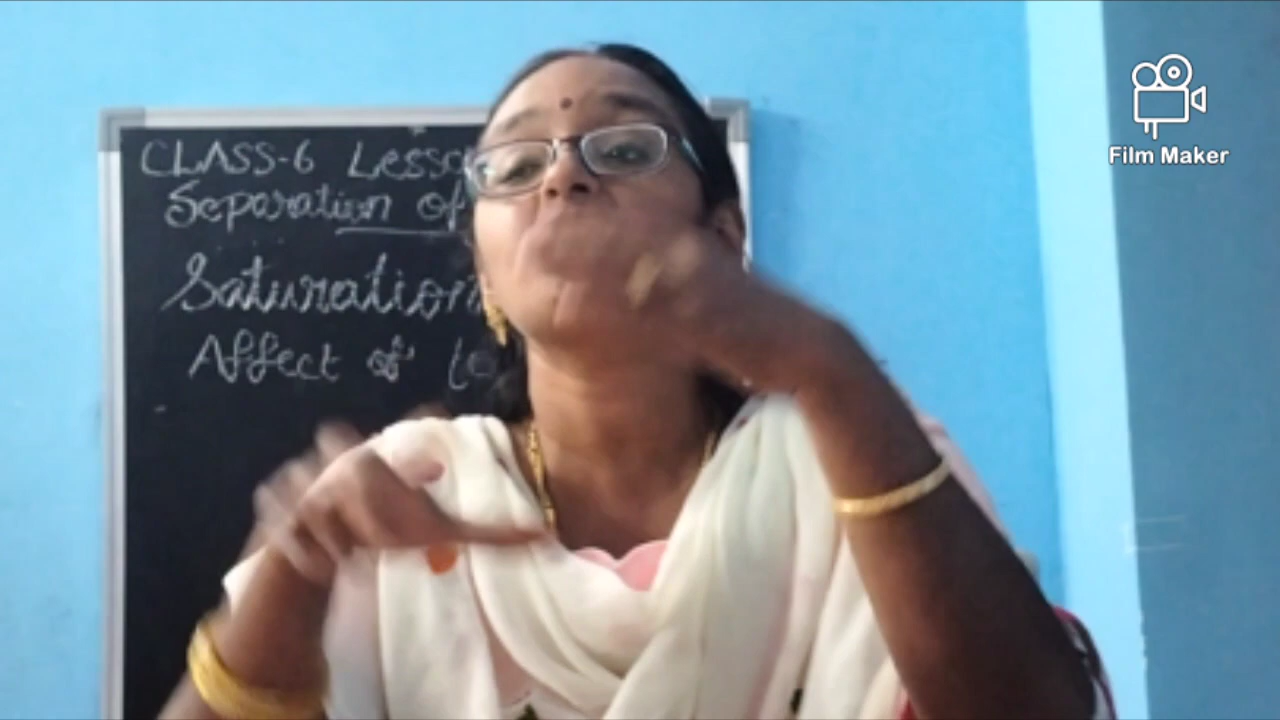 CLASS-6 Lesso
Separation of
Saturation
Affect of
Film Maker